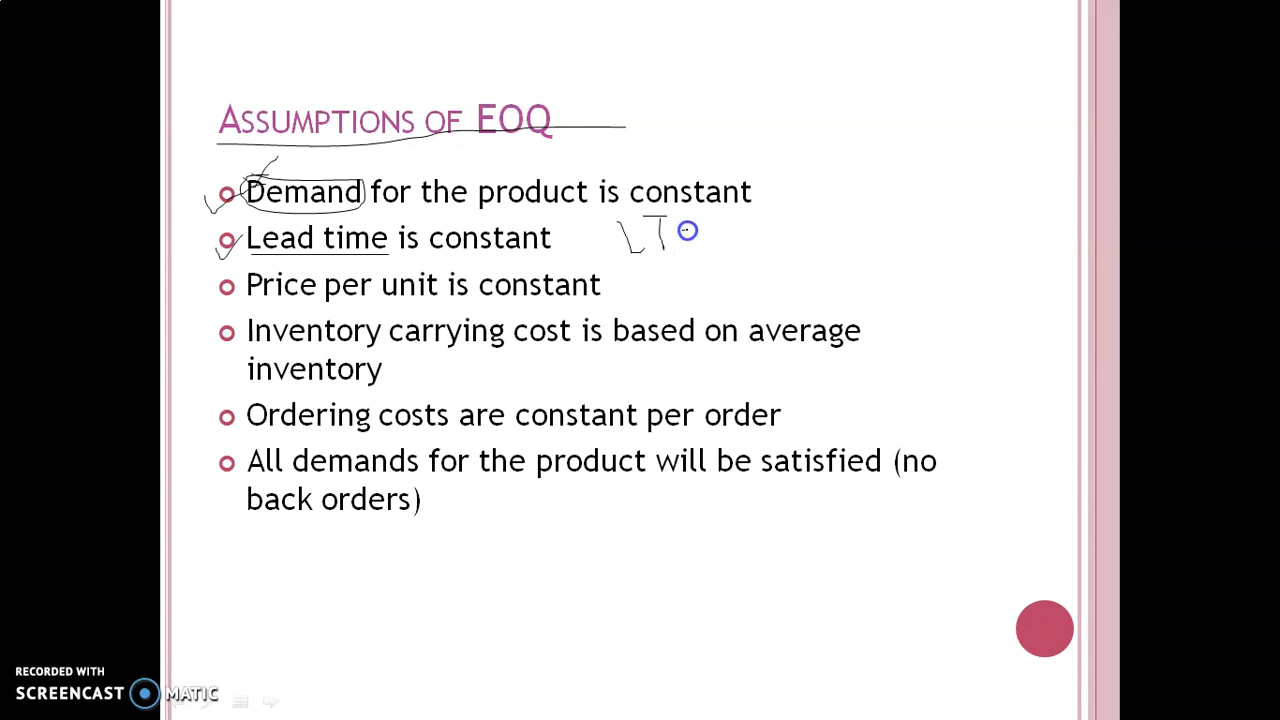 ASSUMPTIONS OF EOQ
Demand for the product is constant
Lead time is constant LT
Price per unit is constant
Inventory carrying cost is based on average
inventory
Ordering costs are constant per order
All demands for the product will be satisfied (no
back orders)
RECORDED WITH
SCREENCAST MATIC